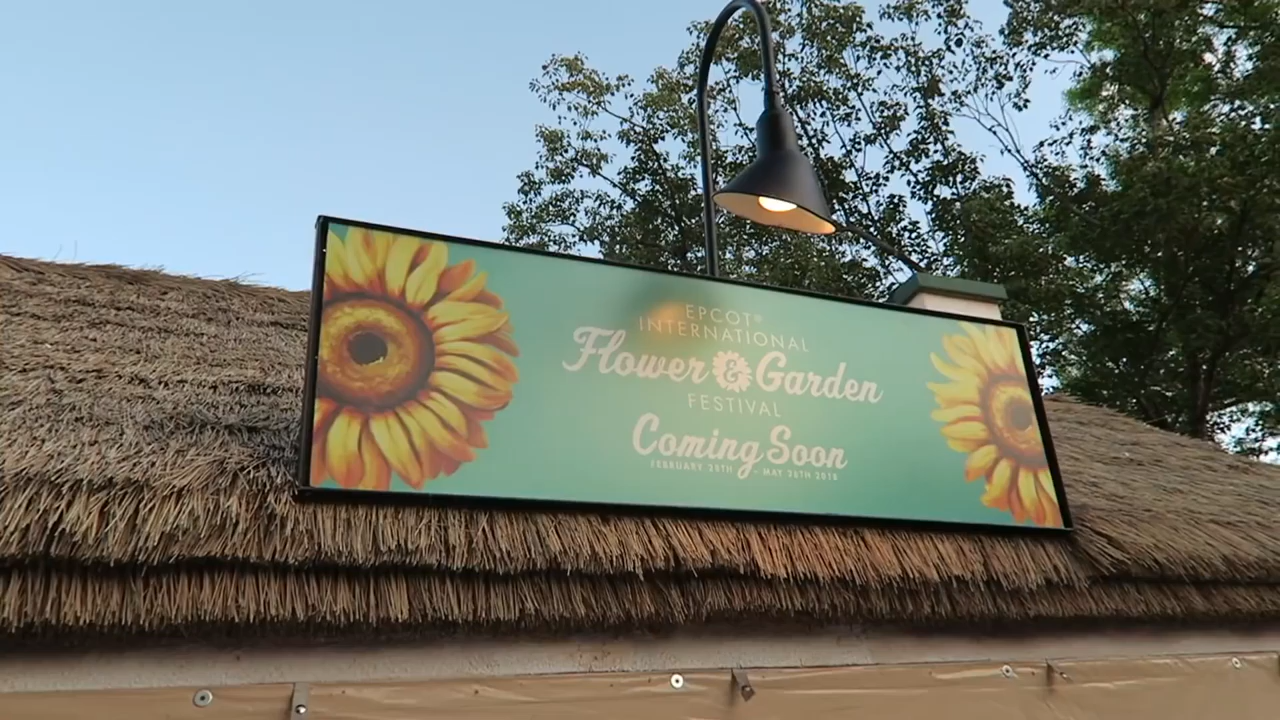 EPCOT®
INTERNATIONAL
Flower & Garden
FESTIVAL
Coming Soon
FEBRUARY 28TH - MAY 28TH 2018